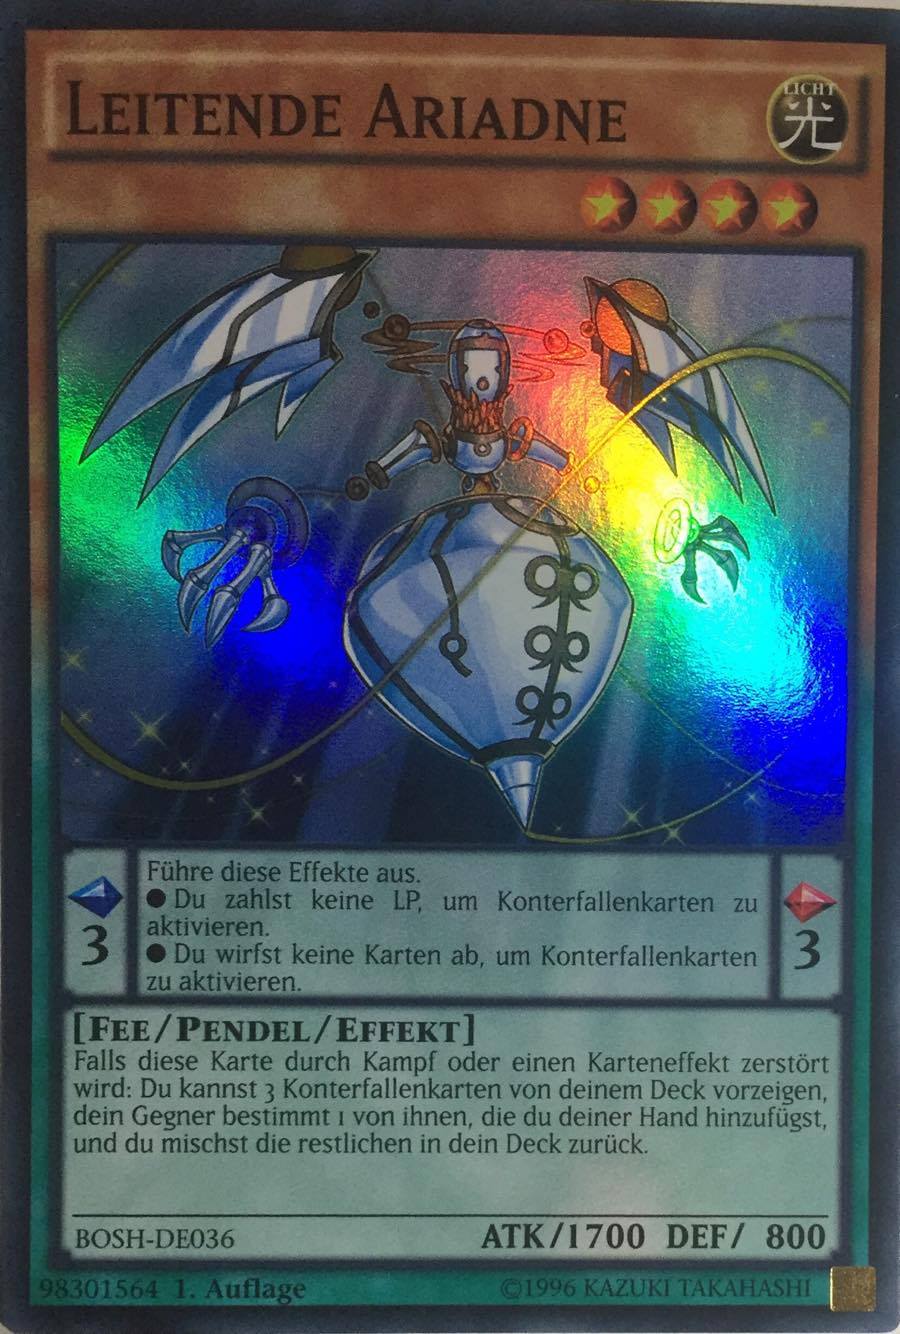 LEITENDE ARIADNE
LICHT
光
Führe diese Effekte aus.
● Du zahlst keine LP, um Konterfallenkarten zu
aktivieren.
● Du wirfst keine Karten ab, um Konterfallenkarten
zu aktivieren.
3
3
[FEE/PENDEL/EFFEKT]
Falls diese Karte durch Kampf oder einen Karteneffekt zerstört
wird: Du kannst 3 Konterfallenkarten von deinem Deck vorzeigen,
dein Gegner bestimmt 1 von ihnen, die du deiner Hand hinzufügst,
und du mischst die restlichen in dein Deck zurück.
BOSH-DE036
ATK/1700 DEF/ 800
98301564 1. Auflage
©1996 KAZUKI TAKAHASHI